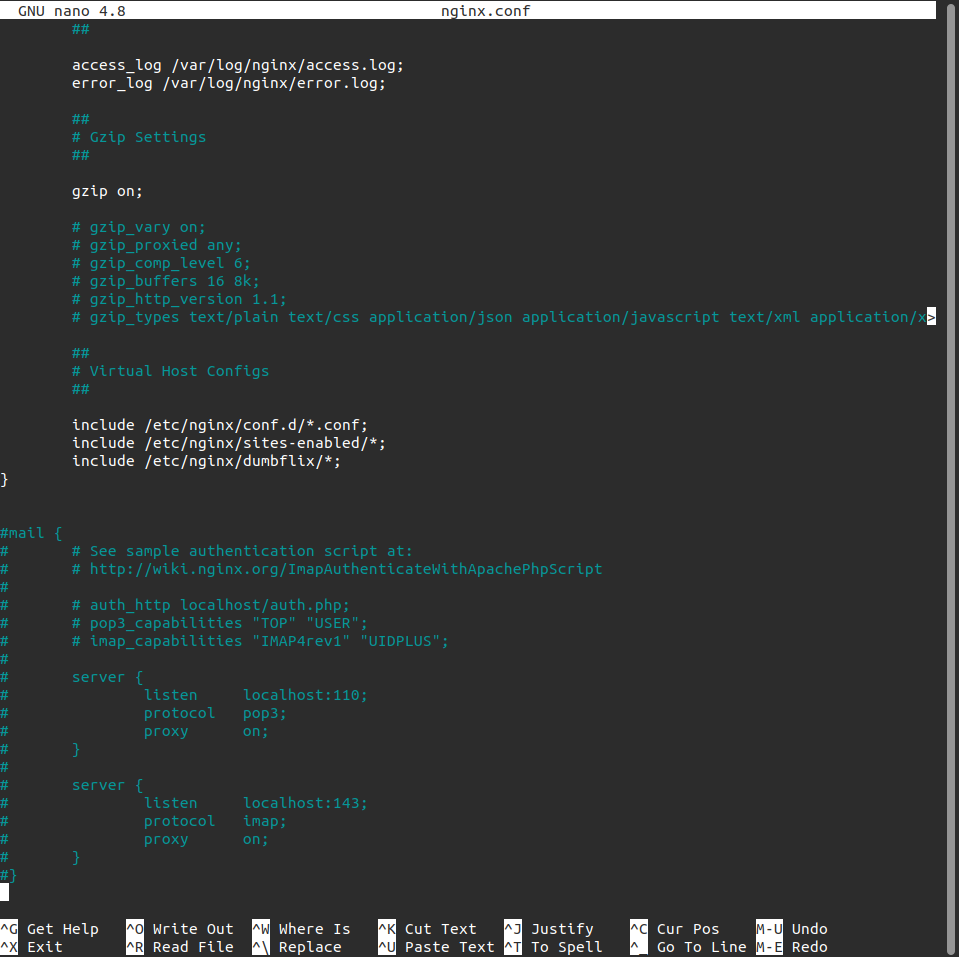 GNU nano 4.8 nginx.conf
##
access_log /var/log/nginx/access.log;
error_log /var/log/nginx/error.log;
##
# Gzip Settings
##
gzip on;
# gzip_vary on;
# gzip_proxied any;
# gzip_comp_level 6;
# gzip_buffers 16 8k;
# gzip_http_version 1.1;
# gzip_types text/plain text/css application/json application/javascript text/xml application/x>
##
# Virtual Host Configs
##
include /etc/nginx/conf.d/*.conf;
include /etc/nginx/sites-enabled/*;
include /etc/nginx/dumbflix/*;
}
#mail {
#       # See sample authentication script at:
#       # http://wiki.nginx.org/ImapAuthenticateWithApachePhpScript
#
#       # auth_http localhost/auth.php;
#       # pop3_capabilities "TOP" "USER";
#       # imap_capabilities "IMAP4rev1" "UIDPLUS";
#
#       server {
#               listen     localhost:110;
#               protocol   pop3;
#               proxy      on;
#       }
#
#       server {
#               listen     localhost:143;
#               protocol   imap;
#               proxy      on;
#       }
#}
^G Get Help ^O Write Out ^W Where Is ^K Cut Text ^J Justify ^C Cur Pos M-U Undo
^X Exit ^R Read File ^\ Replace ^U Paste Text ^T To Spell ^_ Go To Line M-E Redo